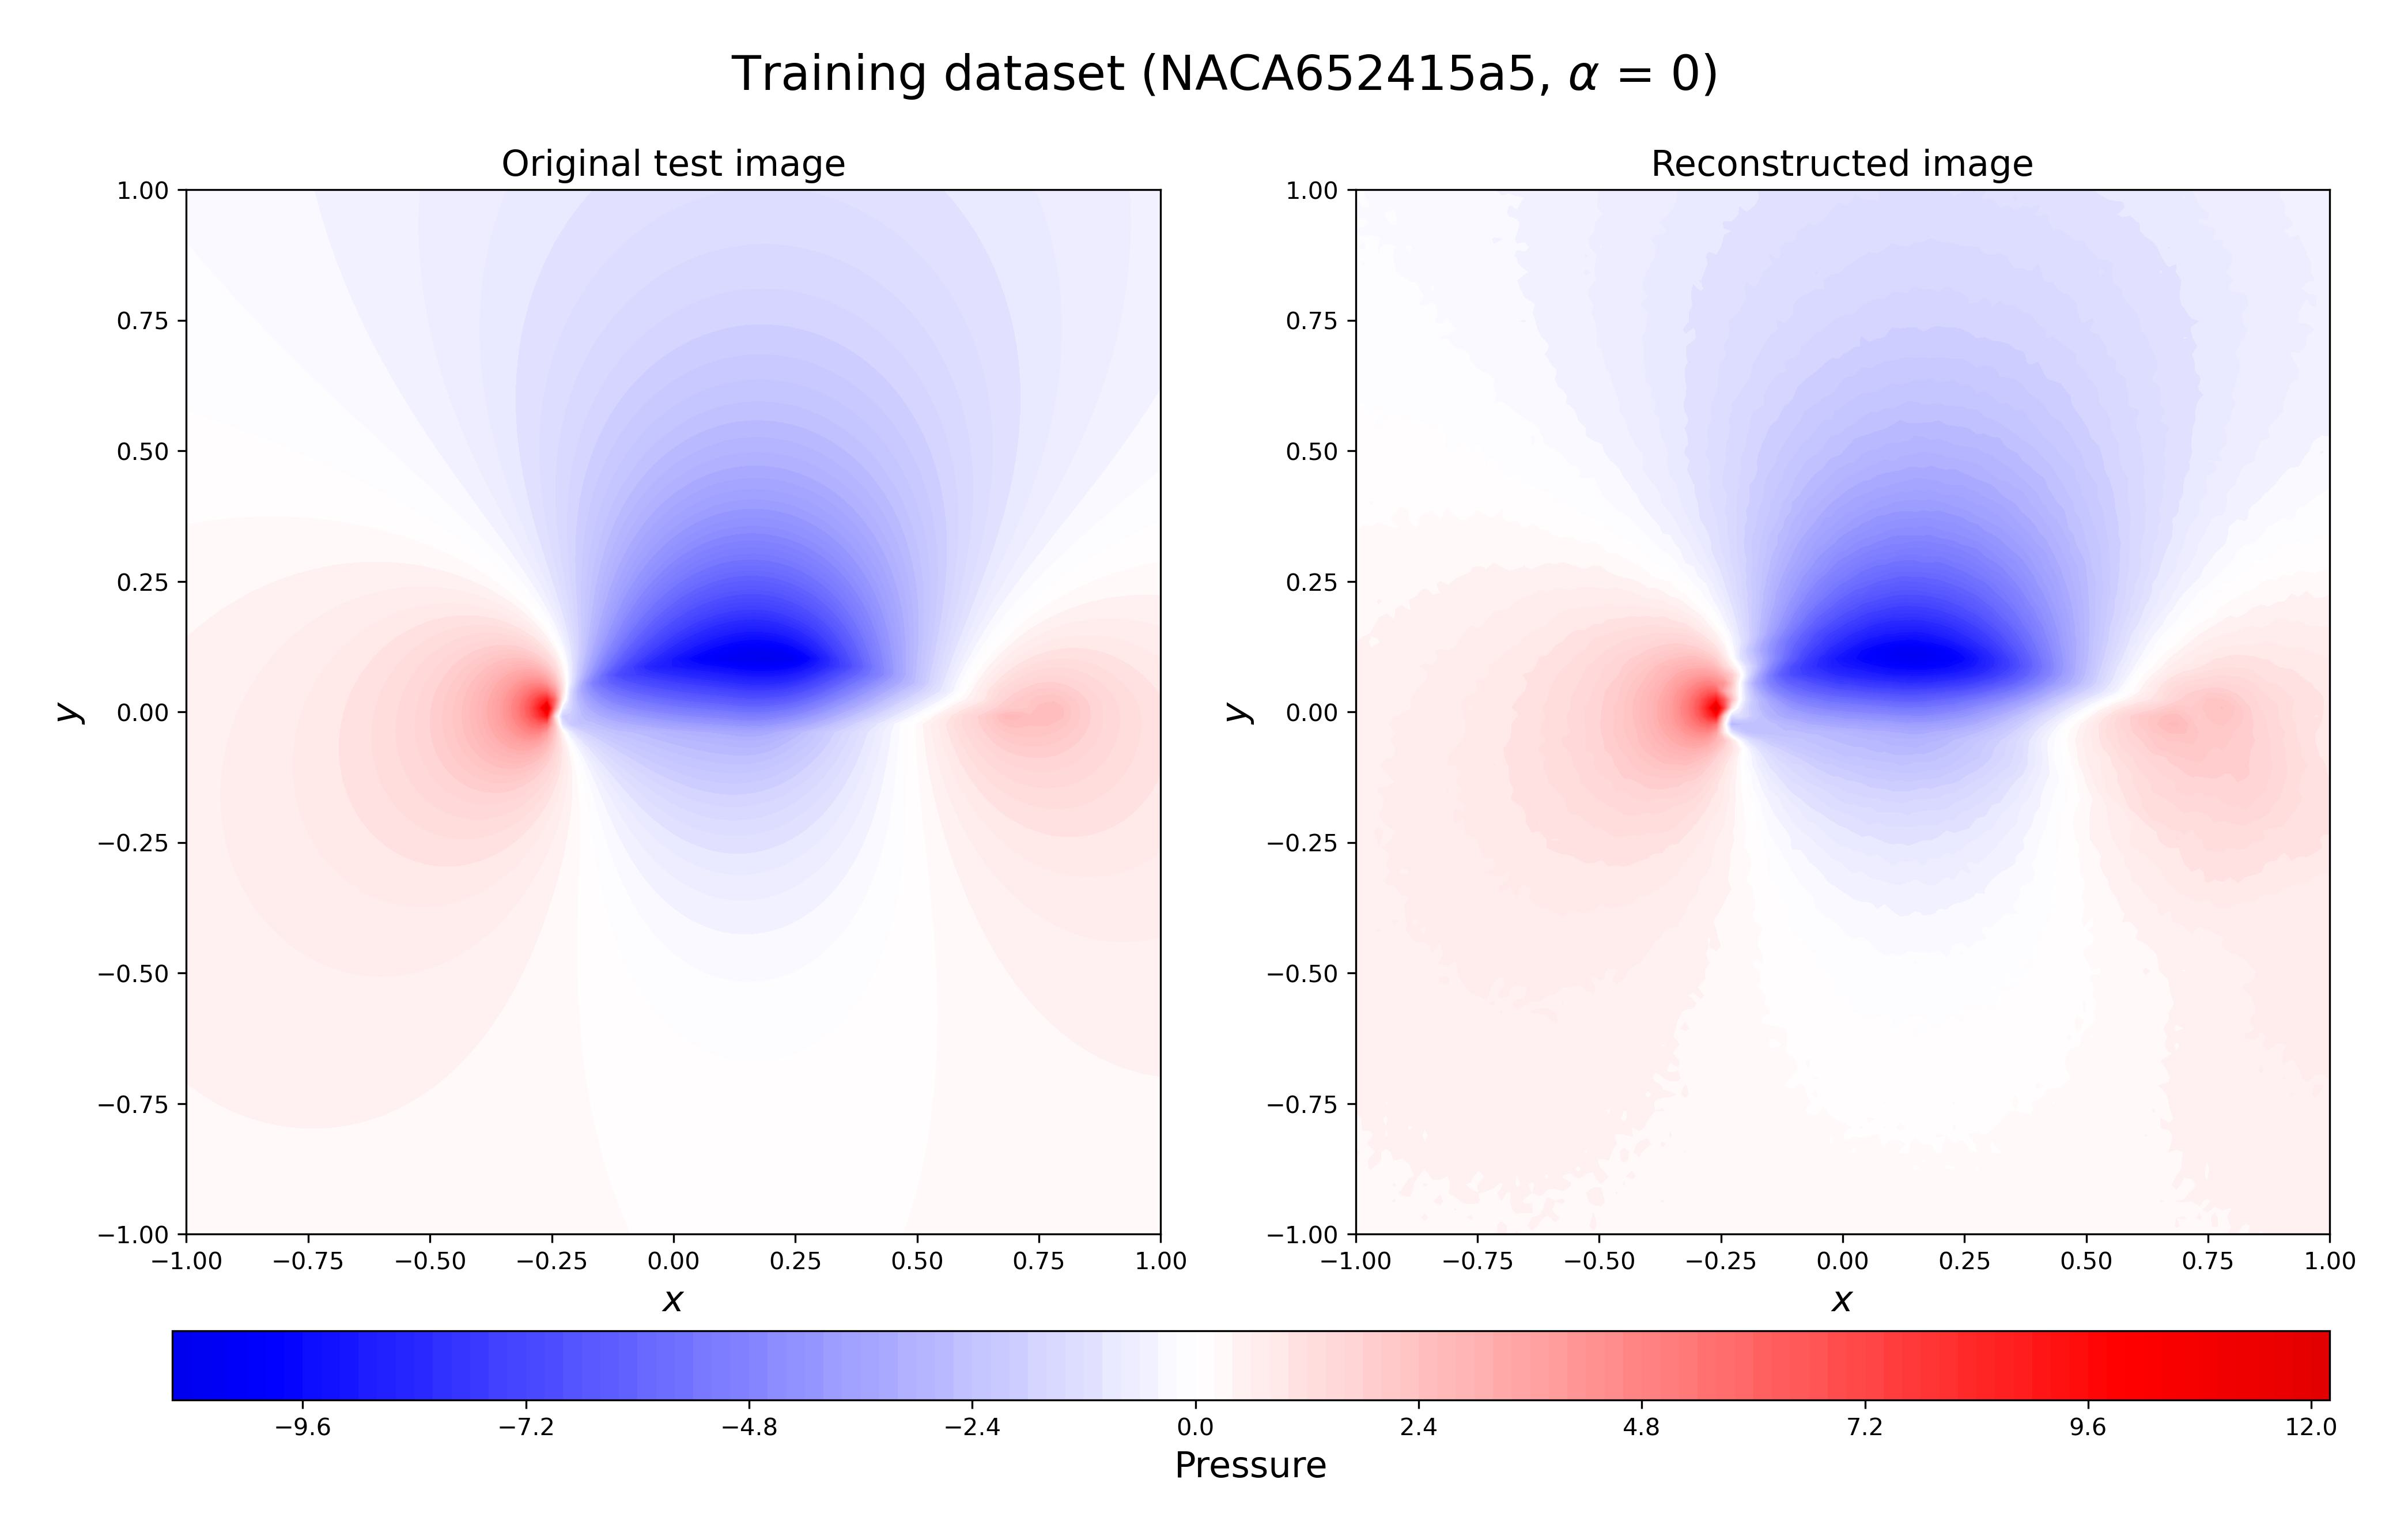 Training dataset (NACA652415a5, α = 0)
Original test image
Reconstructed image
1.00
0.75
0.50
0.25
0.00
−0.25
−0.50
−0.75
−1.00
y
−1.00 −0.75 −0.50 −0.25 0.00 0.25 0.50 0.75 1.00
x
1.00
0.75
0.50
0.25
0.00
−0.25
−0.50
−0.75
−1.00
y
−1.00 −0.75 −0.50 −0.25 0.00 0.25 0.50 0.75 1.00
x
−9.6 −7.2 −4.8 −2.4 0.0 2.4 4.8 7.2 9.6 12.0
Pressure